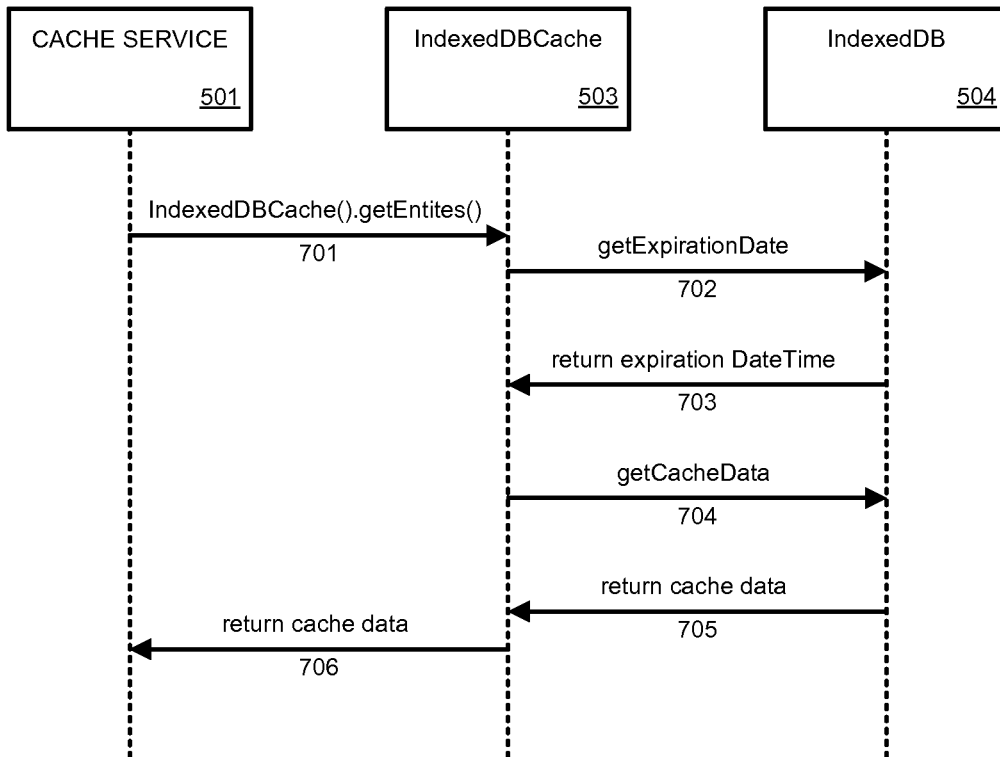 CACHE SERVICE
501
IndexedDBCache
503
IndexedDB
504
IndexedDBCache().getEntites()
701
getExpirationDate
702
return expiration DateTime
703
getCacheData
704
return cache data
705
return cache data
706